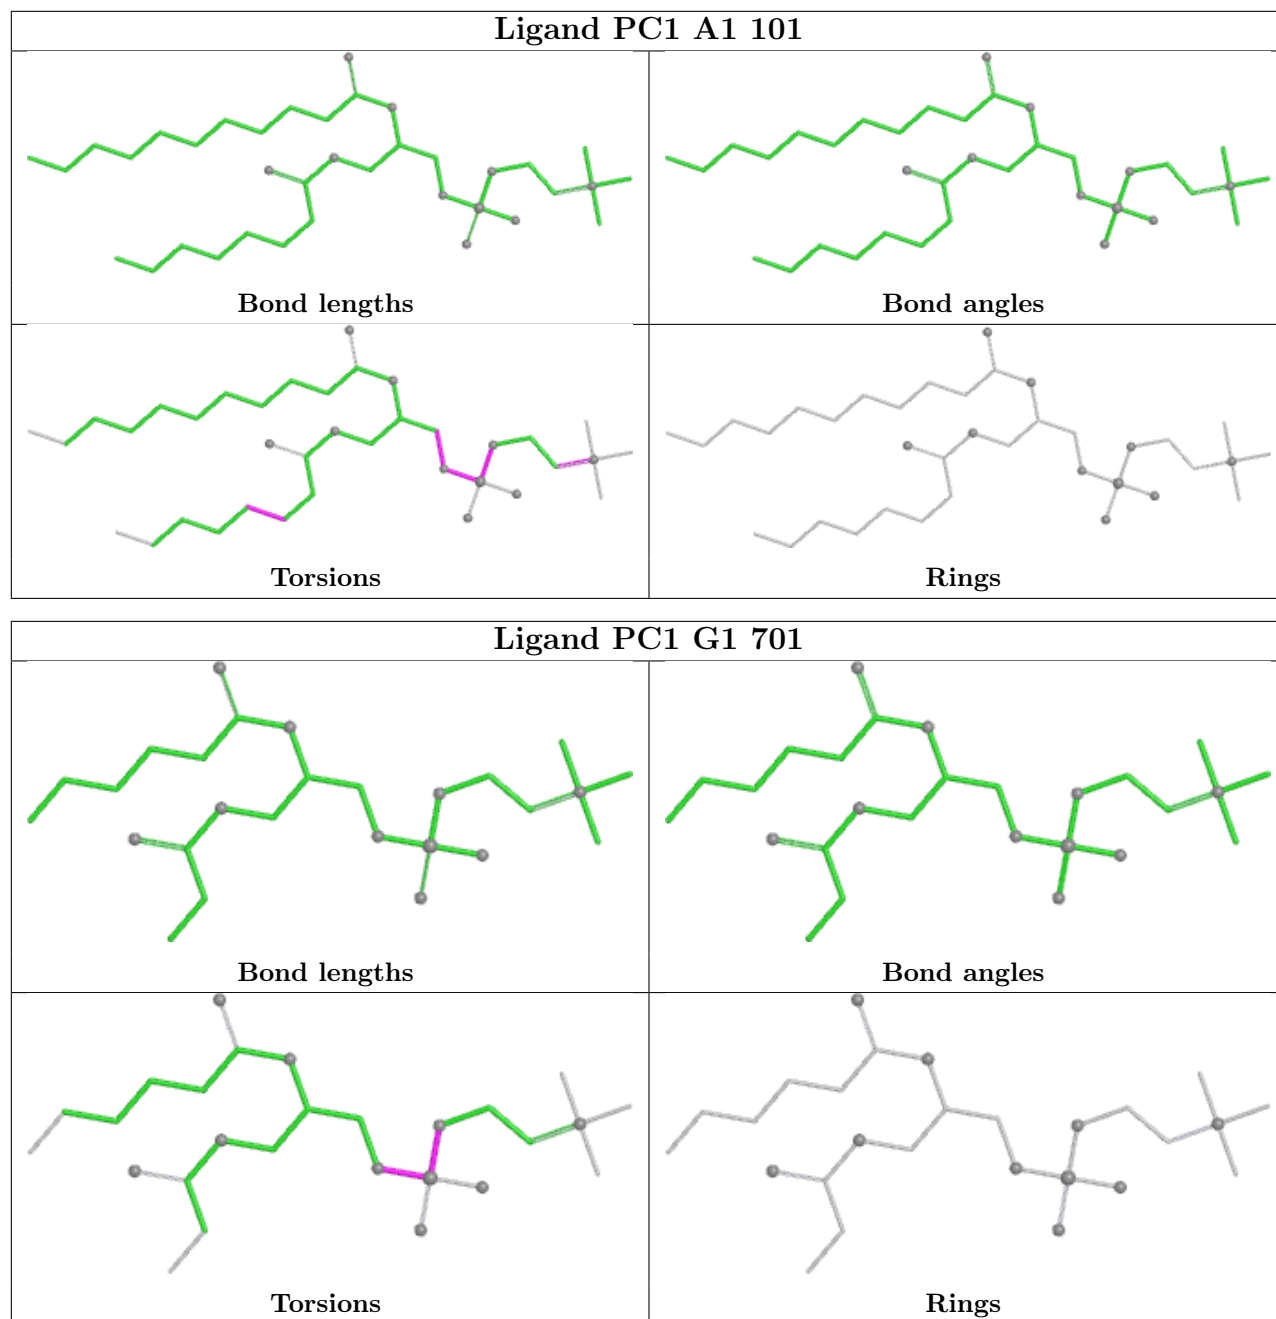 Ligand PC1 A1 101
Bond lengths
Bond angles
Torsions
Rings
Ligand PC1 G1 701
Bond lengths
Bond angles
Torsions
Rings